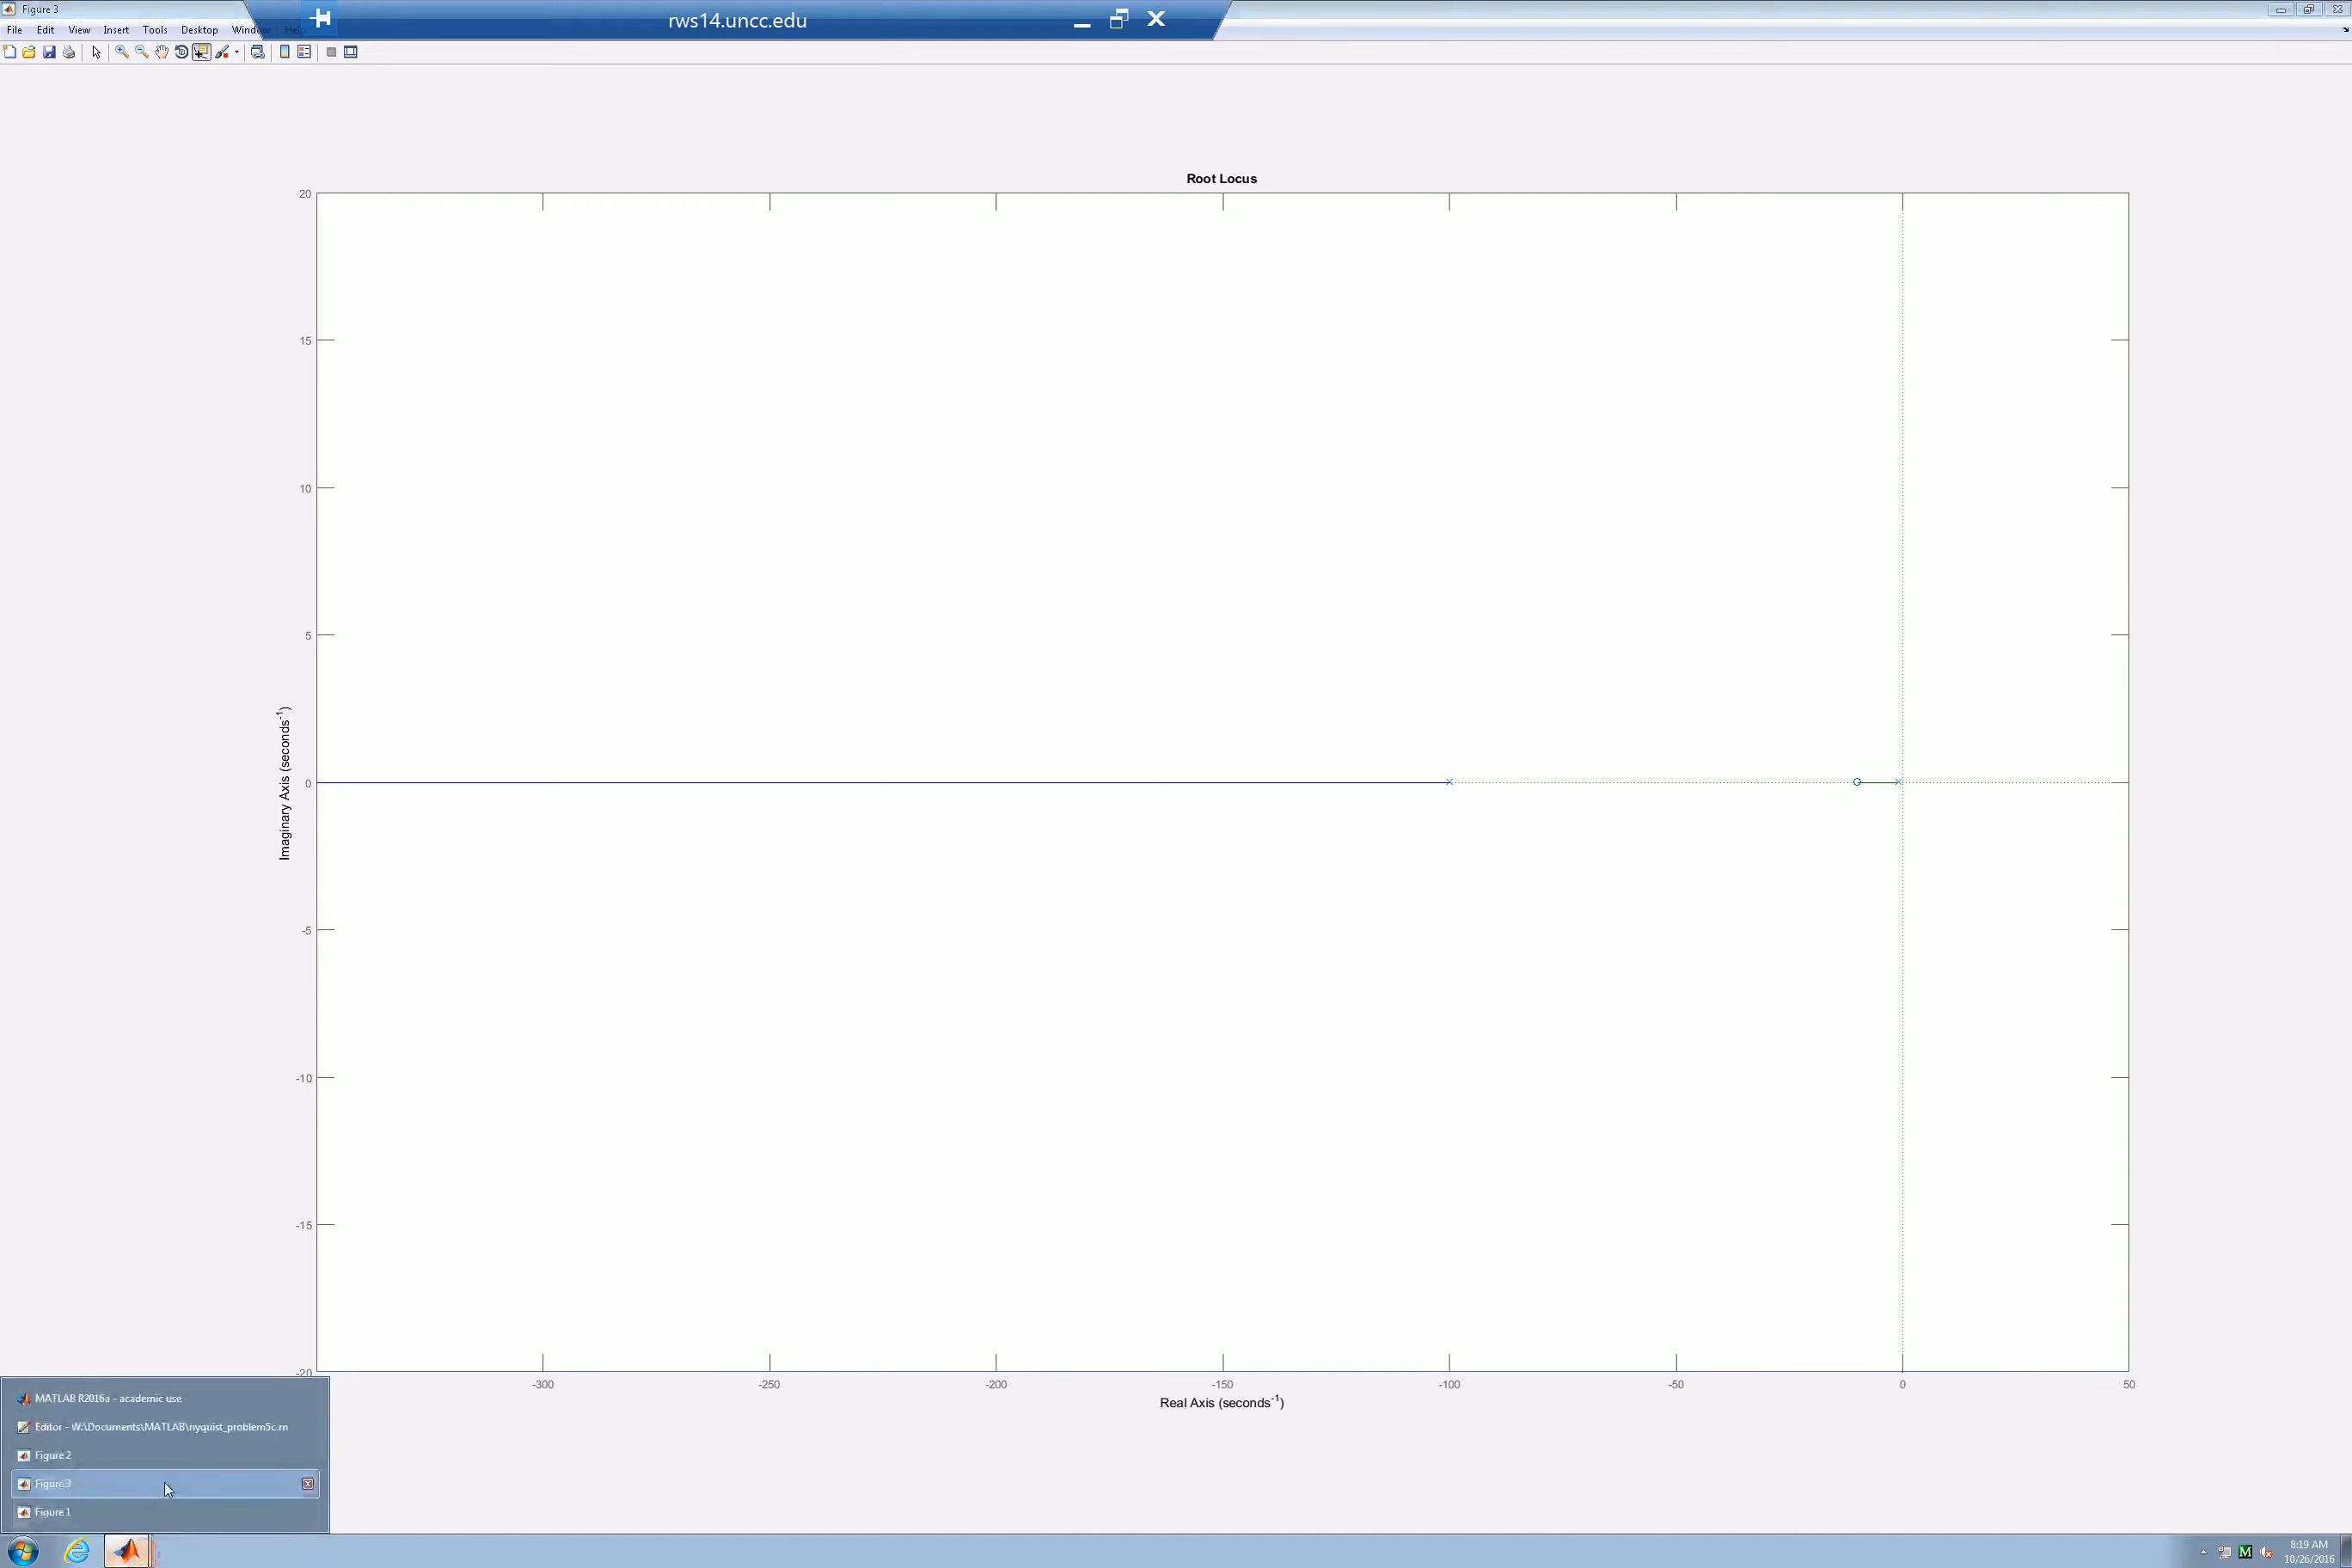 Figure 3
rws14.uncc.edu
File Edit View Insert Tools Desktop Window Help
Root Locus
20
15
10
5
0
-5
-10
-15
-20
Imaginary Axis (seconds-1)
-300 -250 -200 -150 -100 -50 0 50
Real Axis (seconds-1)
MATLAB R2016a - academic use
Editor - W:\Documents\MATLAB\nyquist_problem5c.m
Figure 2
Figure 3
Figure 1
8:19 AM
10/26/2016